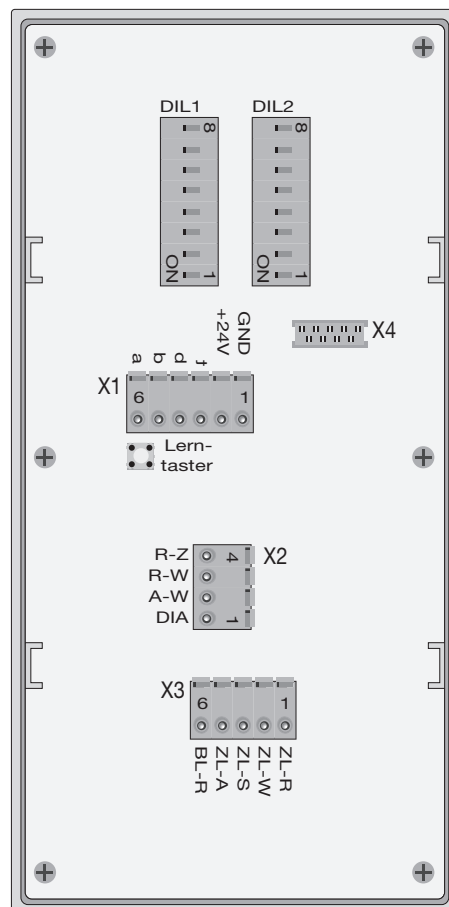 DIL1
DIL2
8
8
ON
1
ON
1
a
b
d
t
+24V
GND
X4
X1
6
1
Lern-
taster
R-Z
4
X2
R-W
A-W
DIA
1
X3
6
1
BL-R
ZL-A
ZL-S
ZL-W
ZL-R